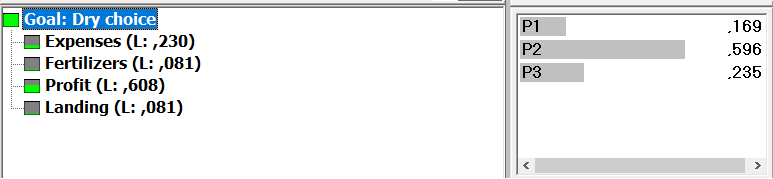 Goal: Dry choice
Expenses (L: ,230)
Fertilizers (L: ,081)
Profit (L: ,608)
Landing (L: ,081)
P1 ,169
P2 ,596
P3 ,235